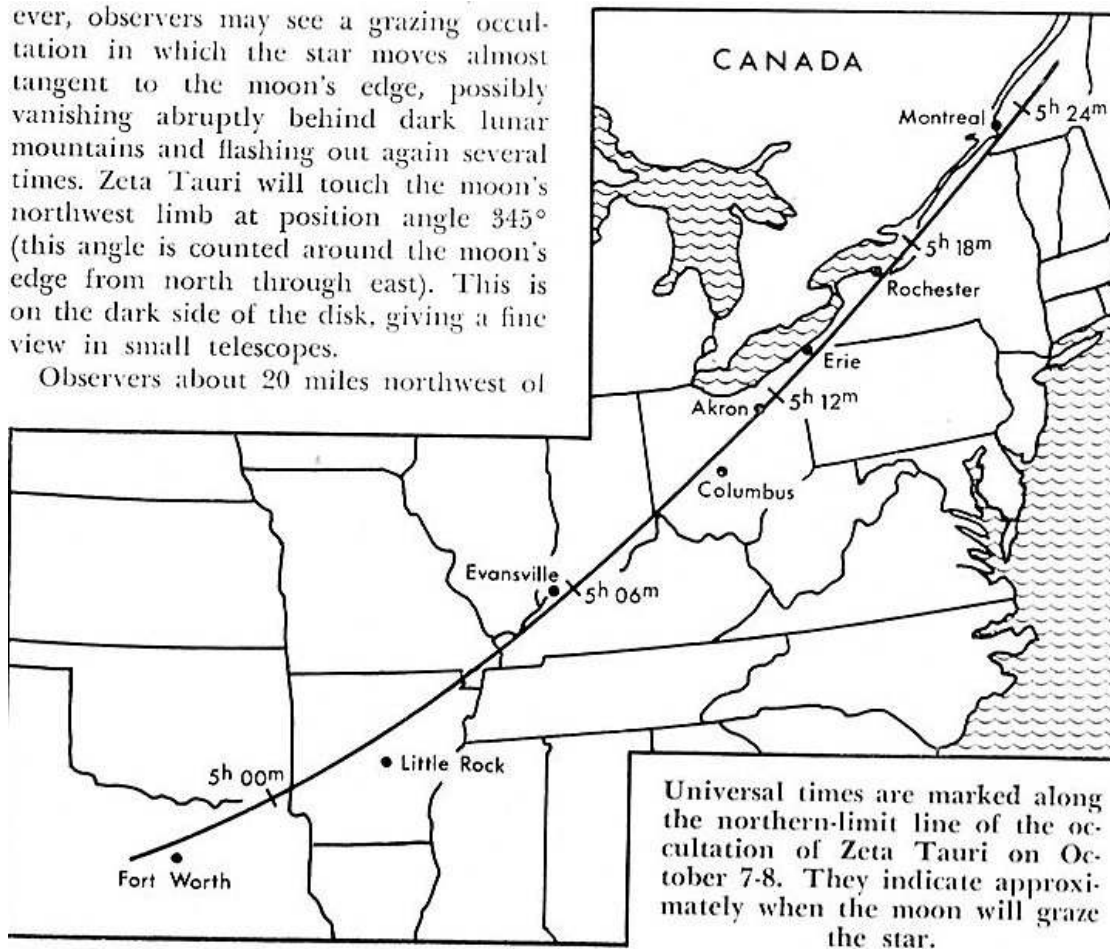 ever, observers may see a grazing occul-
tation in which the star moves almost
tangent to the moon's edge, possibly
vanishing abruptly behind dark lunar
mountains and flashing out again several
times. Zeta Tauri will touch the moon's
northwest limb at position angle 345°
(this angle is counted around the moon's
edge from north through east). This is
on the dark side of the disk, giving a fine
view in small telescopes.
Observers about 20 miles northwest of
CANADA
Montreal
5h 24m
5h 18m
Rochester
Erie
Akron
5h 12m
Columbus
Evansville
5h 06m
Little Rock
5h 00m
Fort Worth
Universal times are marked along
the northern-limit line of the oc-
cultation of Zeta Tauri on Oc-
tober 7-8. They indicate approxi-
mately when the moon will graze
the star.